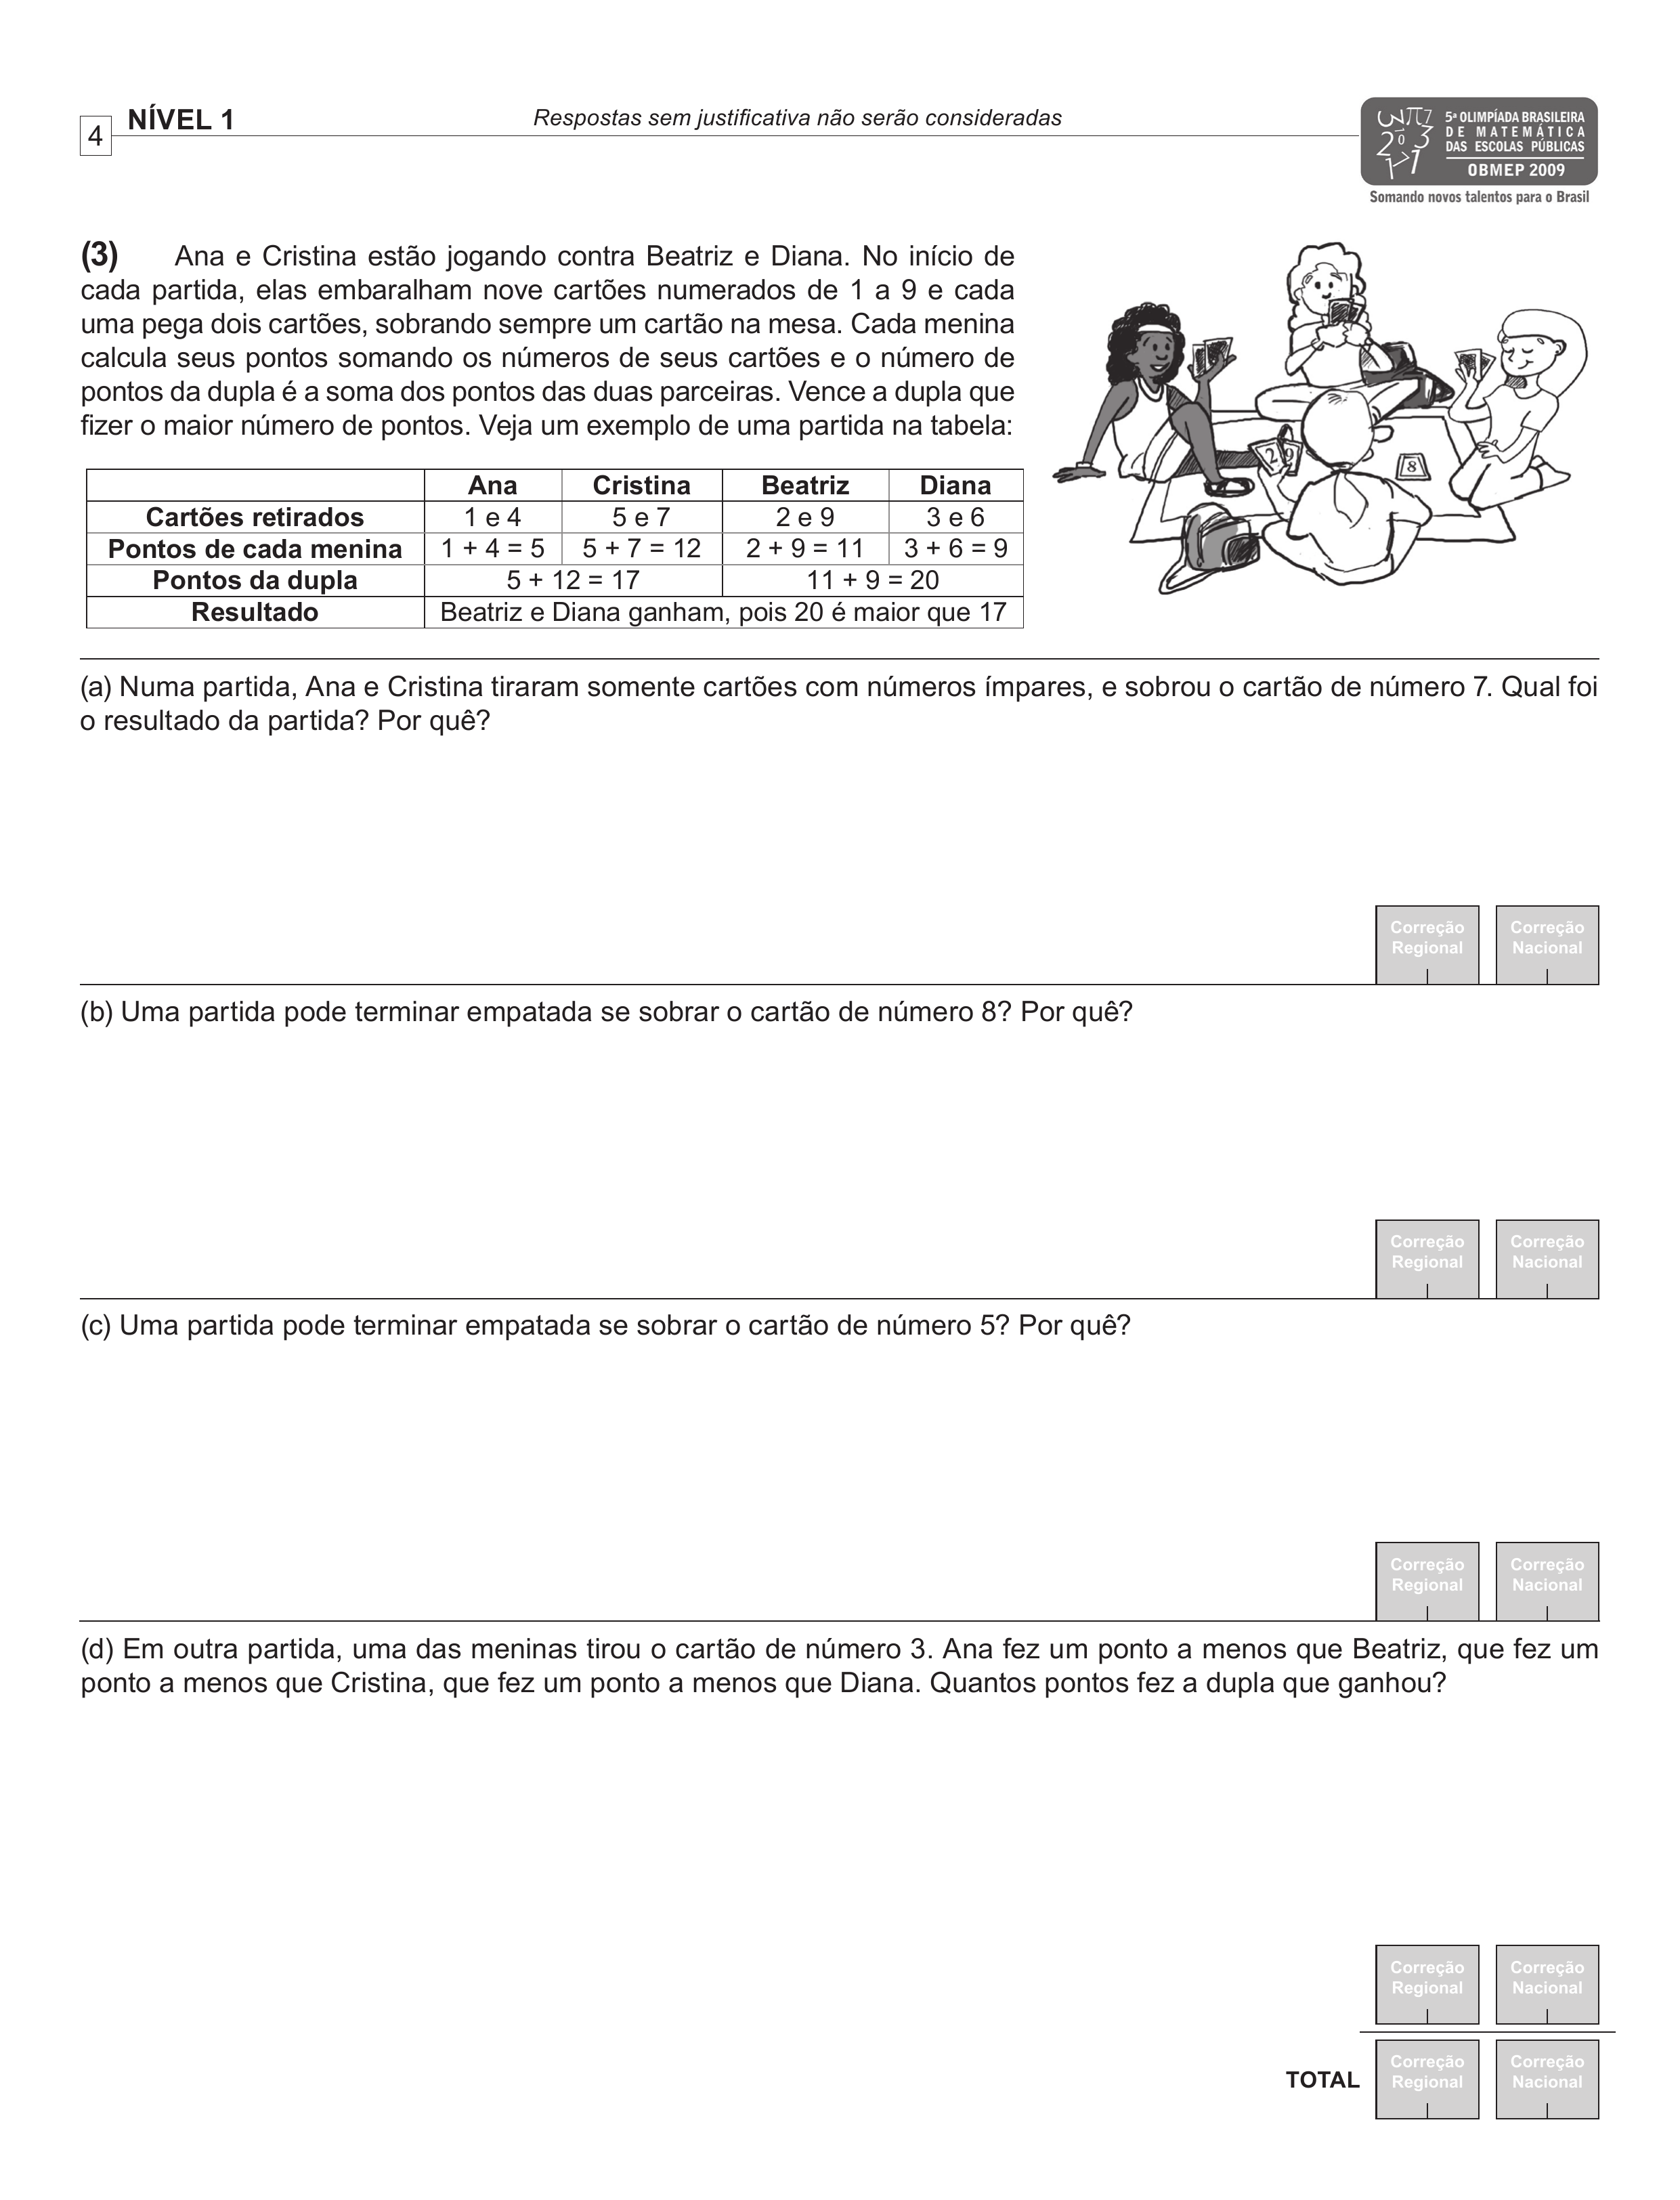 4
NÍVEL 1
Respostas sem justificativa não serão consideradas
5ª OLIMPÍADA BRASILEIRA
DE MATEMÁTICA
DAS ESCOLAS PÚBLICAS
OBMEP 2009
Somando novos talentos para o Brasil
(3) Ana e Cristina estão jogando contra Beatriz e Diana. No início de
cada partida, elas embaralham nove cartões numerados de 1 a 9 e cada
uma pega dois cartões, sobrando sempre um cartão na mesa. Cada menina
calcula seus pontos somando os números de seus cartões e o número de
pontos da dupla é a soma dos pontos das duas parceiras. Vence a dupla que
fizer o maior número de pontos. Veja um exemplo de uma partida na tabela:
2 9
8
Ana Cristina Beatriz Diana
Cartões retirados 1 e 4 5 e 7 2 e 9 3 e 6
Pontos de cada menina 1 + 4 = 5 5 + 7 = 12 2 + 9 = 11 3 + 6 = 9
Pontos da dupla 5 + 12 = 17 11 + 9 = 20
Resultado Beatriz e Diana ganham, pois 20 é maior que 17
(a) Numa partida, Ana e Cristina tiraram somente cartões com números ímpares, e sobrou o cartão de número 7. Qual foi
o resultado da partida? Por quê?
Correção Correção
Regional Nacional
(b) Uma partida pode terminar empatada se sobrar o cartão de número 8? Por quê?
Correção Correção
Regional Nacional
(c) Uma partida pode terminar empatada se sobrar o cartão de número 5? Por quê?
Correção Correção
Regional Nacional
(d) Em outra partida, uma das meninas tirou o cartão de número 3. Ana fez um ponto a menos que Beatriz, que fez um
ponto a menos que Cristina, que fez um ponto a menos que Diana. Quantos pontos fez a dupla que ganhou?
Correção Correção
Regional Nacional
TOTAL
Correção Correção
Regional Nacional